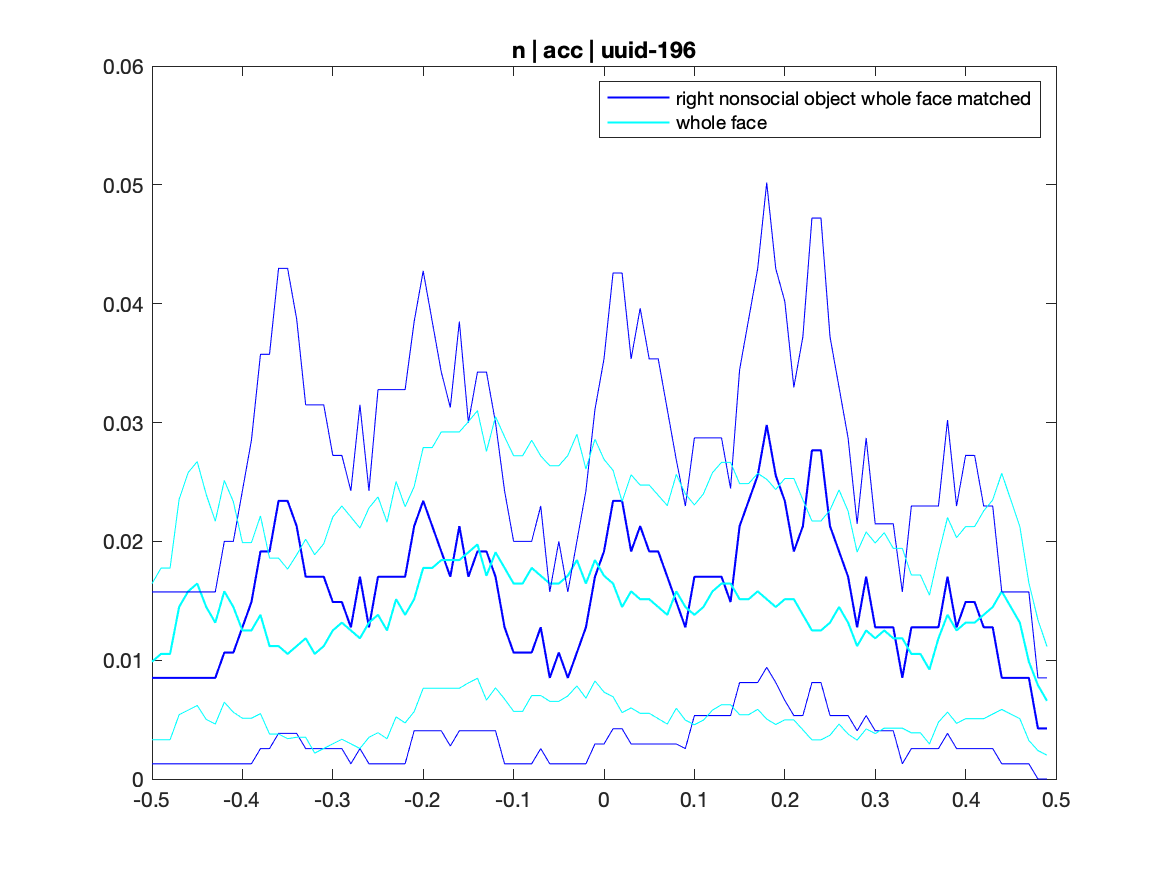 n | acc | uuid-196
0.06
0.05
0.04
0.03
0.02
0.01
0
right nonsocial object whole face matched
whole face
-0.5 -0.4 -0.3 -0.2 -0.1 0 0.1 0.2 0.3 0.4 0.5